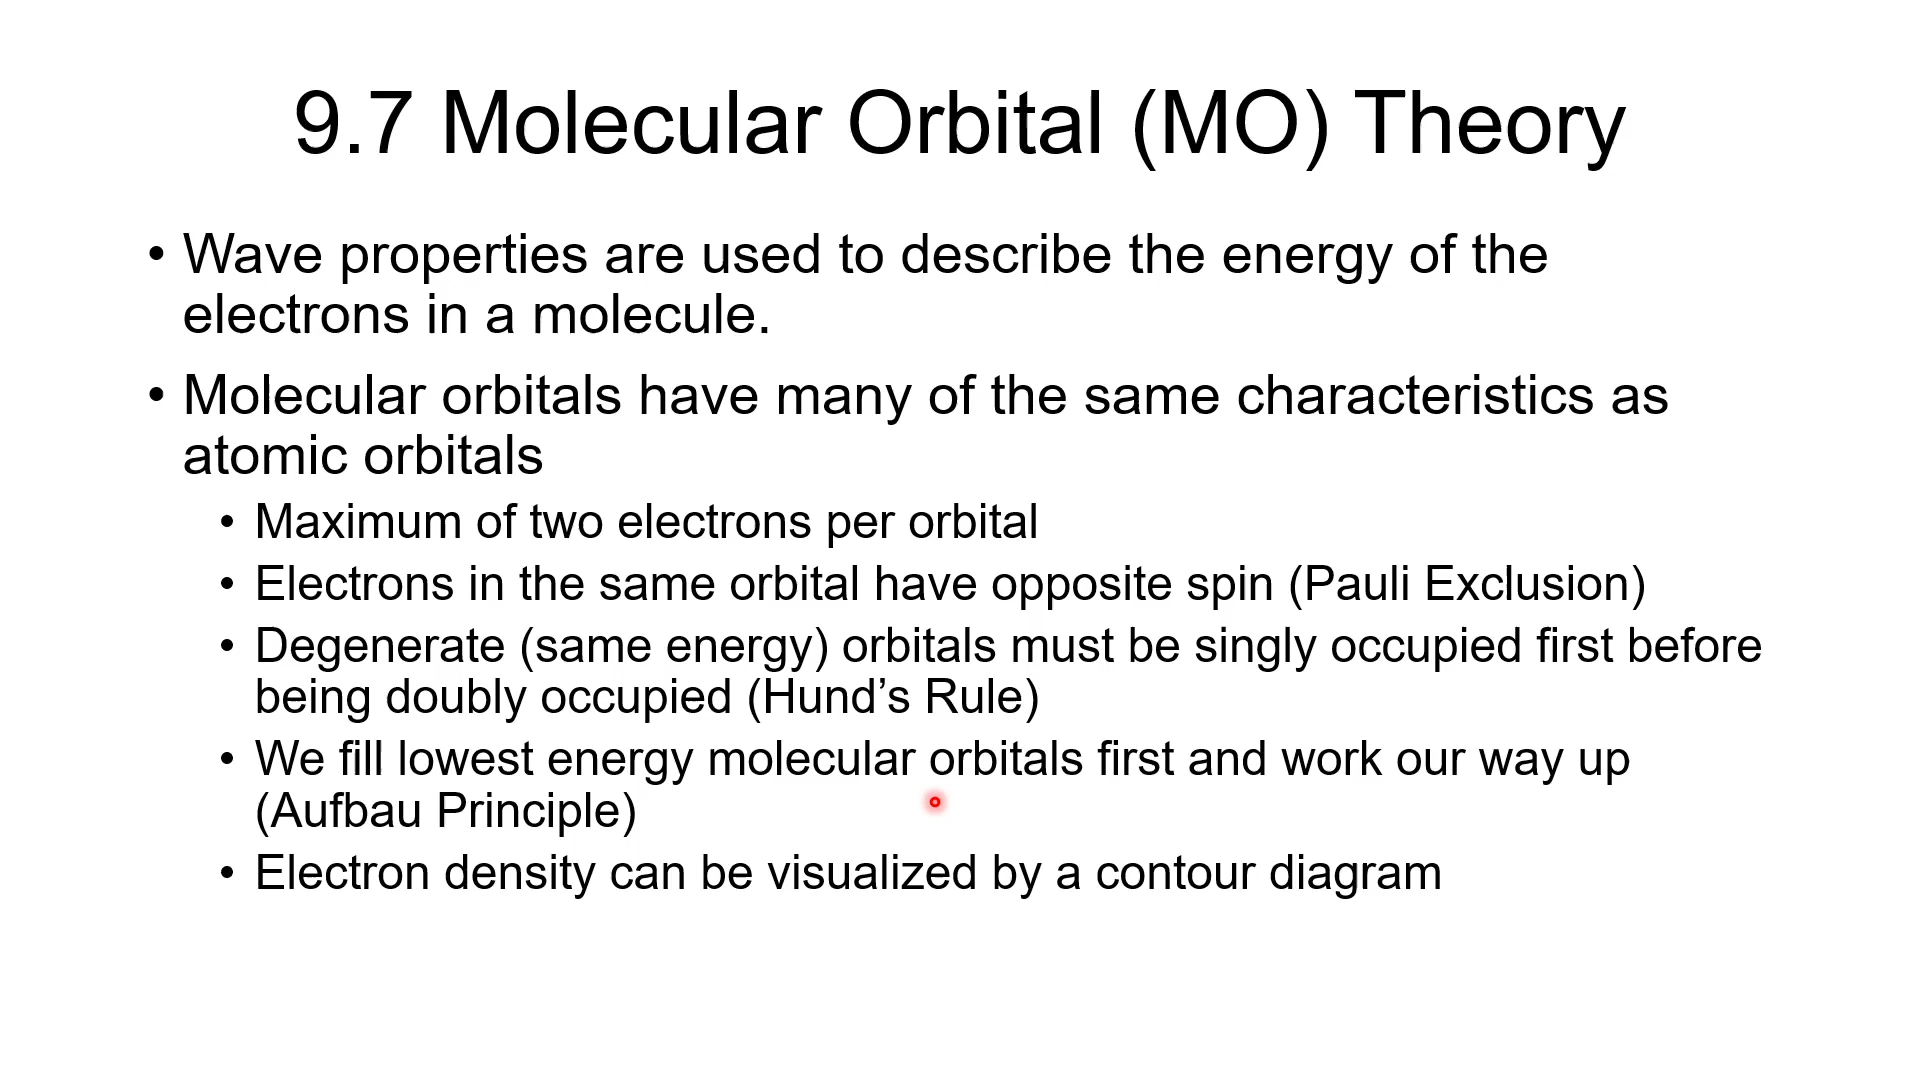 9.7 Molecular Orbital (MO) Theory
• Wave properties are used to describe the energy of the
electrons in a molecule.
• Molecular orbitals have many of the same characteristics as
atomic orbitals
• Maximum of two electrons per orbital
• Electrons in the same orbital have opposite spin (Pauli Exclusion)
• Degenerate (same energy) orbitals must be singly occupied first before
being doubly occupied (Hund’s Rule)
• We fill lowest energy molecular orbitals first and work our way up
(Aufbau Principle)
• Electron density can be visualized by a contour diagram